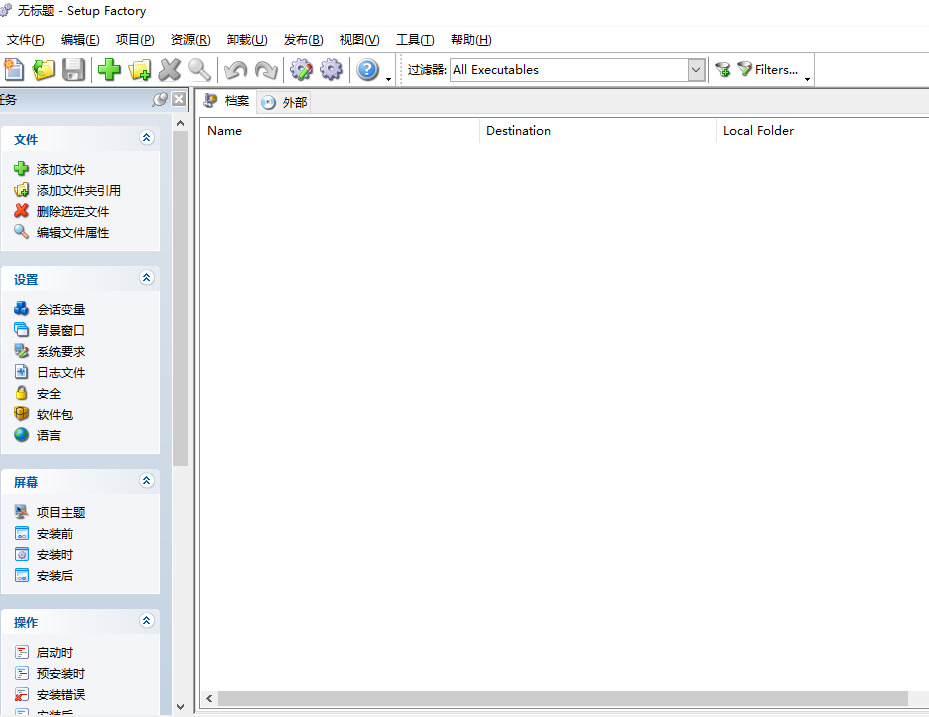 无标题 - Setup Factory
文件(F) 编辑(E) 项目(P) 资源(R) 卸载(U) 发布(B) 视图(V) 工具(T) 帮助(H)
过滤器: All Executables Filters...
任务
档案 外部
Name Destination Local Folder
文件
添加文件
添加文件夹引用
删除选定文件
编辑文件属性
设置
会话变量
背景窗口
系统要求
日志文件
安全
软件包
语言
屏幕
项目主题
安装前
安装时
安装后
操作
启动时
预安装时
安装错误
安装后